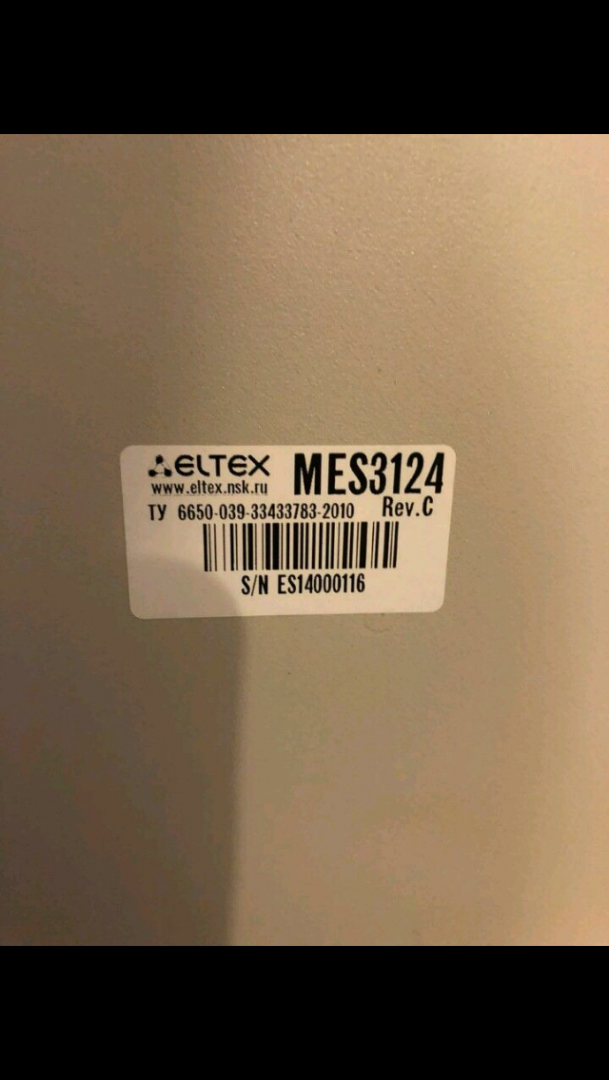 ELTEX MES3124
www.eltex.nsk.ru
ТУ 6650-039-33433783-2010 Rev.C
S/N ES14000116